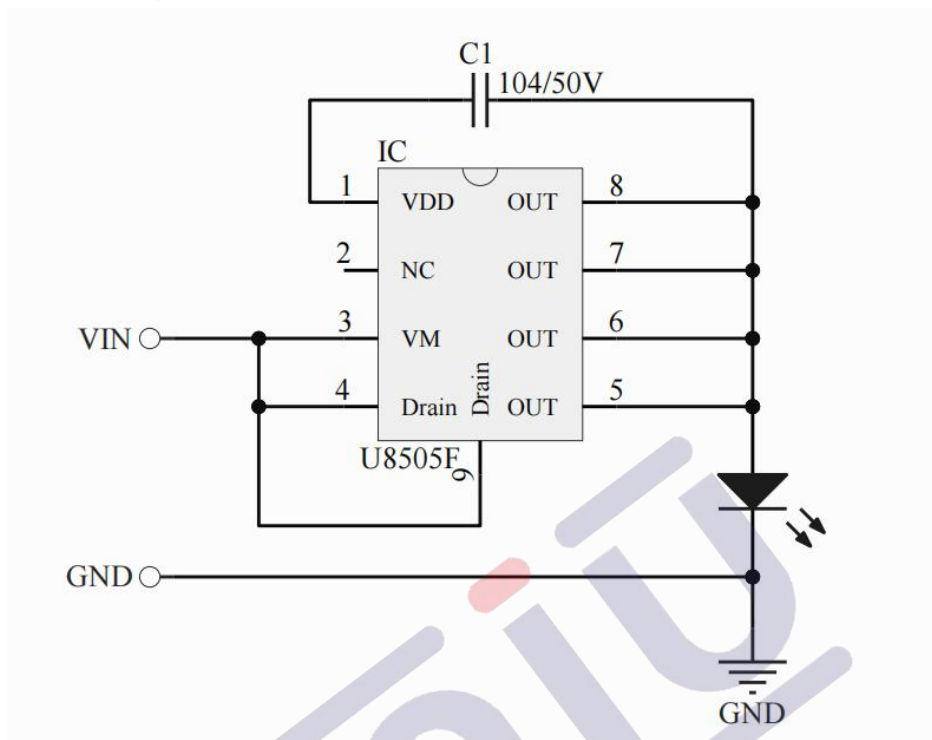 C1
104/50V
IC
1 VDD OUT 8
2 NC OUT 7
VIN 3 VM OUT 6
4 Drain Drain OUT 5
U8505F 9
GND
GND